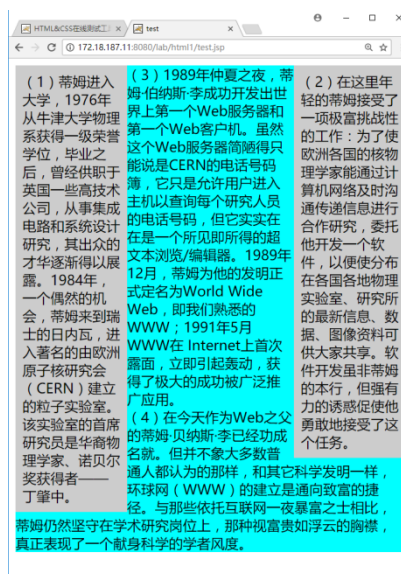 HTML&CSS在线测试工
test
172.18.187.11:8080/lab/html1/test.jsp
（1）蒂姆进入
大学，1976年
从牛津大学物理
系获得一级荣誉
学位，毕业之
后，曾经供职于
英国一些高技术
公司，从事集成
电路和系统设计
研究，其出众的
才华逐渐得以展
露。1984年，
一个偶然的机
会，蒂姆来到瑞
士的日内瓦，进
入著名的由欧洲
原子核研究会
（CERN）建立
的粒子实验室。
该实验室的首席
研究员是华裔物
理学家、诺贝尔
奖获得者——
丁肇中。
（2）在这里年
轻的蒂姆接受了
一项极富挑战性
的工作：为了使
欧洲各国的核物
理学家能通过计
算机网络及时沟
通传递信息进行
合作研究，委托
他开发一个软
件，以便使分布
在各国各地物理
实验室、研究所
的最新信息、数
据、图像资料可
供大家共享。软
件开发虽非蒂姆
的本行，但强有
力的诱惑促使他
勇敢地接受了这
个任务。
（3）1989年仲夏之夜，蒂
姆·伯纳斯·李成功开发出世
界上第一个Web服务器和
第一个Web客户机。虽然
这个Web服务器简陋得只
能说是CERN的电话号码
簿，它只是允许用户进入
主机以查询每个研究人员
的电话号码，但它实实在
在是一个所见即所得的超
文本浏览/编辑器。1989年
12月，蒂姆为他的发明正
式定名为World Wide
Web，即我们熟悉的
WWW；1991年5月
WWW在 Internet上首次
露面，立即引起轰动，获
得了极大的成功被广泛推
广应用。
（4）在今天作为Web之父
的蒂姆·贝纳斯·李已经功成
名就。但并不象大多数普
通人都认为的那样，和其它科学发明一样，
环球网（WWW）的建立是通向致富的捷
径。与那些依托互联网一夜暴富之士相比，
蒂姆仍然坚守在学术研究岗位上，那种视富贵如浮云的胸襟，
真正表现了一个献身科学的学者风度。